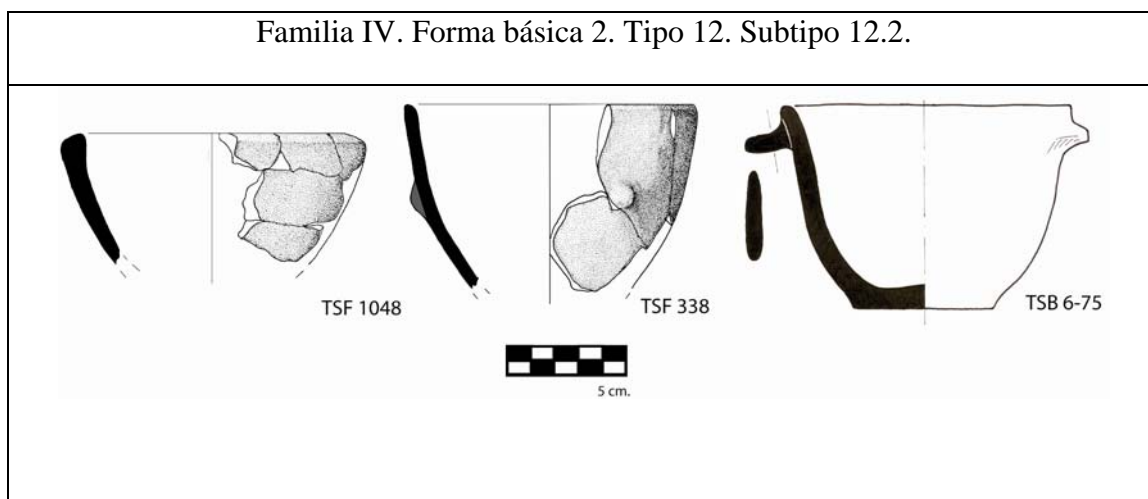 Familia IV. Forma básica 2. Tipo 12. Subtipo 12.2.
TSF 1048
TSF 338
TSB 6-75
5 cm.